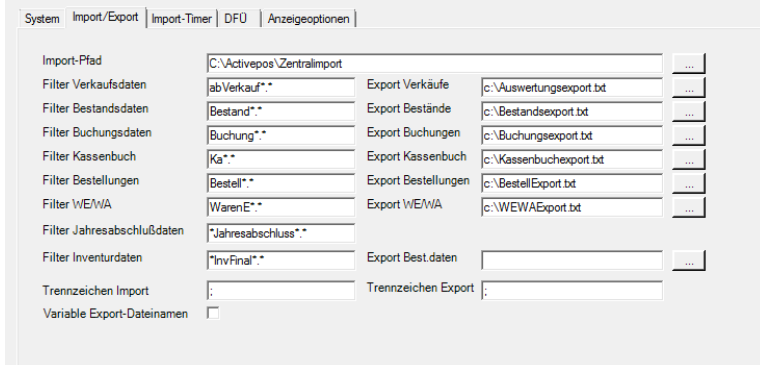 System Import/Export Import-Timer DFÜ Anzeigeoptionen
Import-Pfad C:\Activepos\Zentralimport ...
Filter Verkaufsdaten abVerkauf*.* Export Verkäufe c:\Auswertungsexport.txt ...
Filter Bestandsdaten Bestand*.* Export Bestände c:\Bestandsexport.txt ...
Filter Buchungsdaten Buchung*.* Export Buchungen c:\Buchungsexport.txt ...
Filter Kassenbuch Ka*.* Export Kassenbuch c:\Kassenbuchexport.txt ...
Filter Bestellungen Bestell*.* Export Bestellungen c:\BestellExport.txt ...
Filter WE/WA WarenE*.* Export WE/WA c:\WEWAExport.txt ...
Filter Jahresabschlußdaten *Jahresabschluss*.*
Filter Inventurdaten *InvFinal*.* Export Best.daten ...
Trennzeichen Import ; Trennzeichen Export ;
Variable Export-Dateinamen